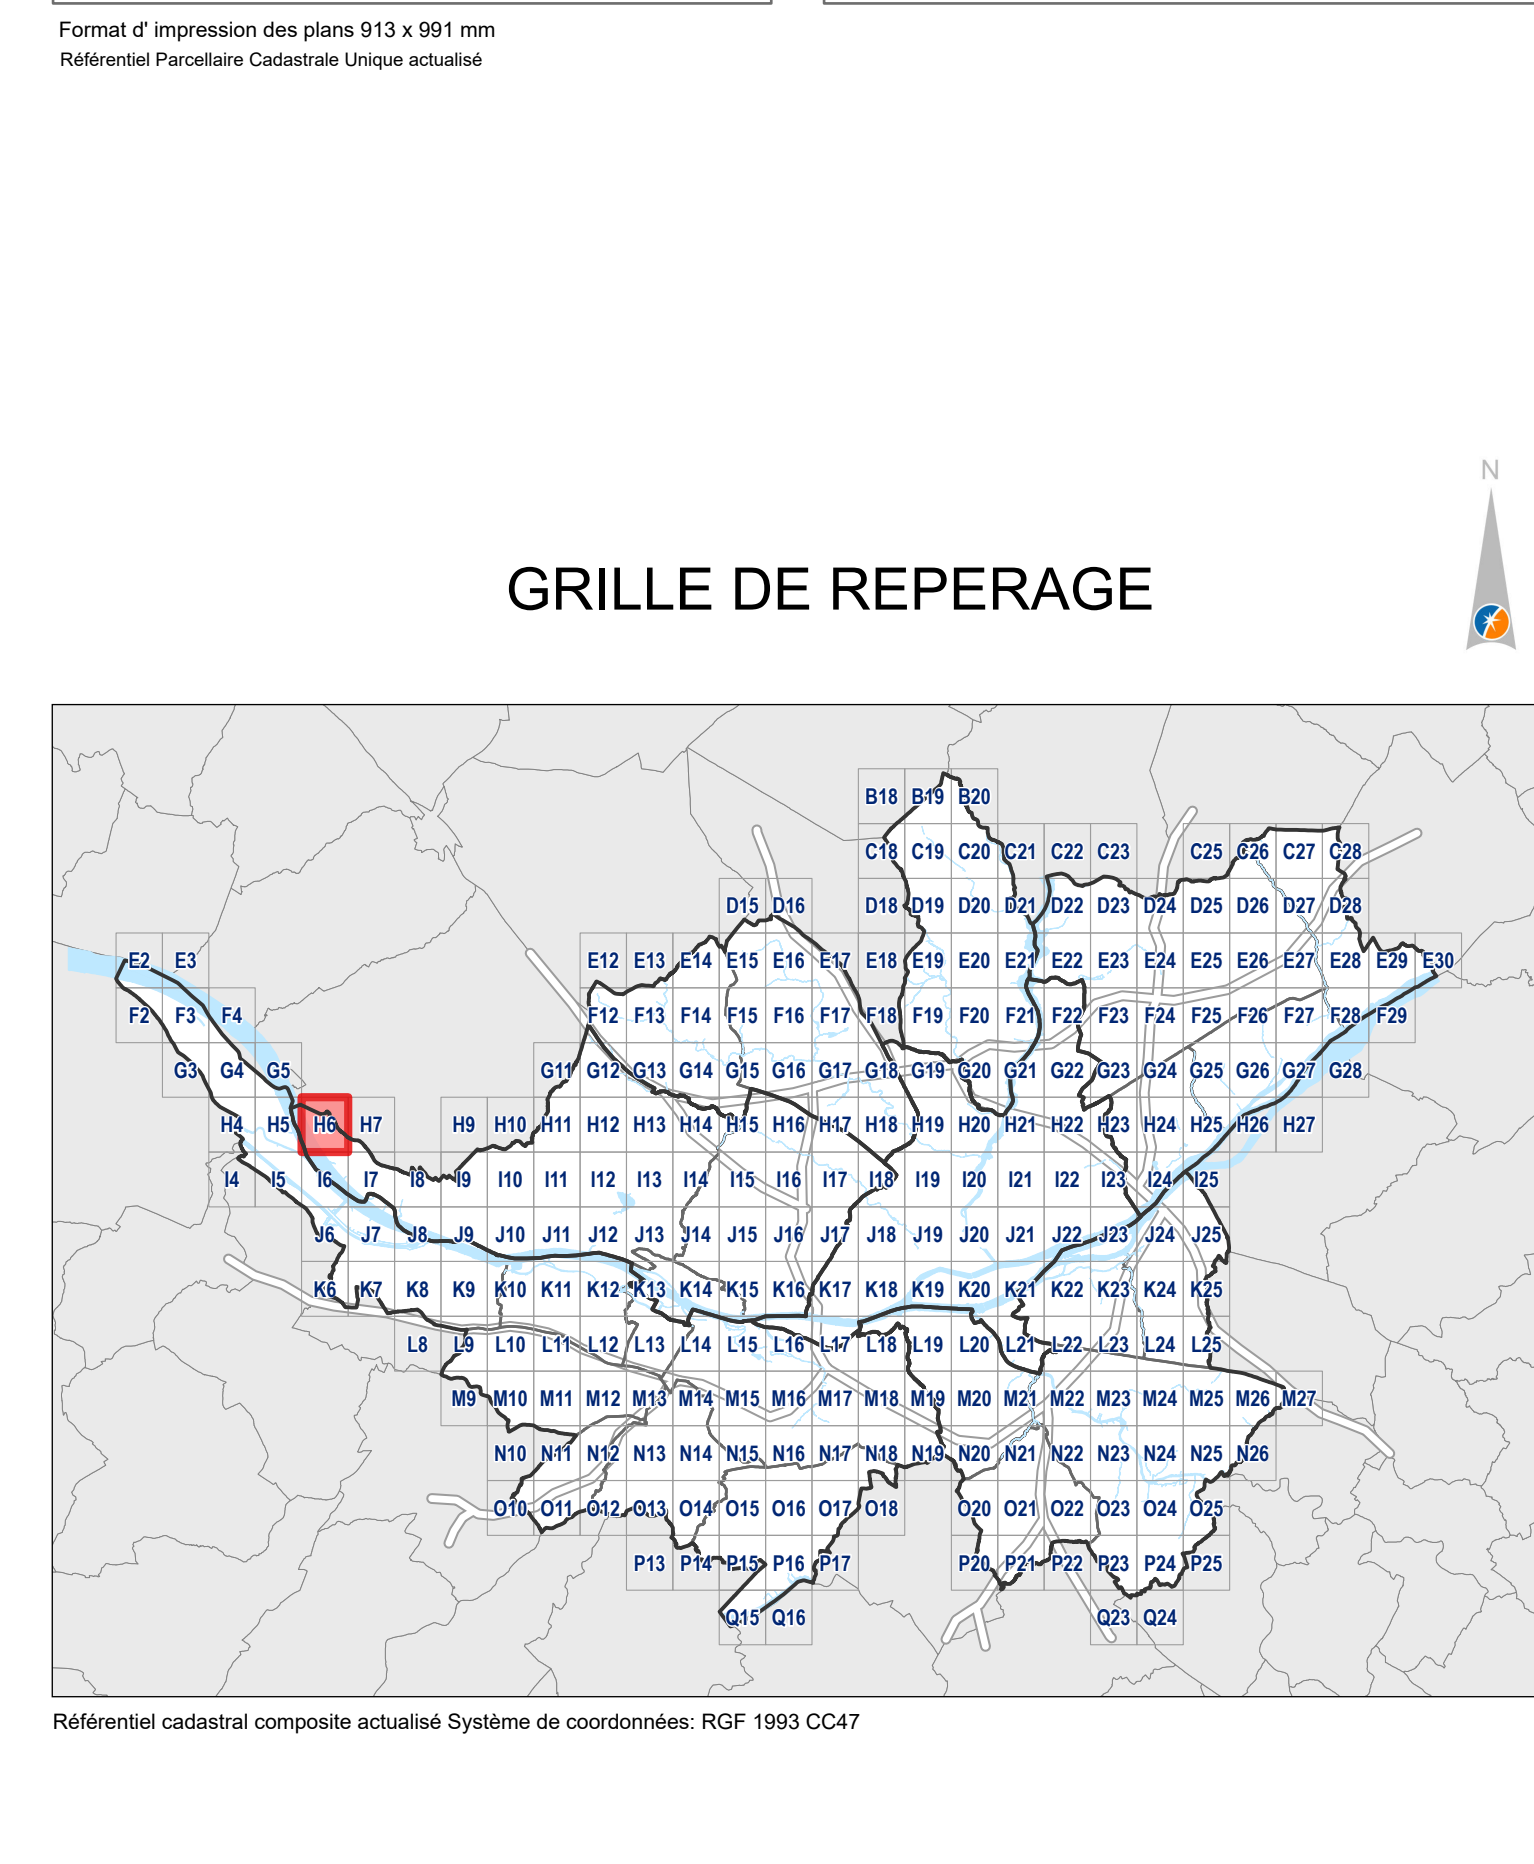 Format d' impression des plans 913 x 991 mm
Référentiel Parcellaire Cadastrale Unique actualisé
N
GRILLE DE REPERAGE
B18 B19 B20
C18 C19 C20 C21 C22 C23 C25 C26 C27 C28
D15 D16 D18 D19 D20 D21 D22 D23 D24 D25 D26 D27 D28
E2 E3 E12 E13 E14 E15 E16 E17 E18 E19 E20 E21 E22 E23 E24 E25 E26 E27 E28 E29 E30
F2 F3 F4 F12 F13 F14 F15 F16 F17 F18 F19 F20 F21 F22 F23 F24 F25 F26 F27 F28 F29
G3 G4 G5 G11 G12 G13 G14 G15 G16 G17 G18 G19 G20 G21 G22 G23 G24 G25 G26 G27 G28
H4 H5 H6 H7 H9 H10 H11 H12 H13 H14 H15 H16 H17 H18 H19 H20 H21 H22 H23 H24 H25 H26 H27
I4 I5 I6 I7 I8 I9 I10 I11 I12 I13 I14 I15 I16 I17 I18 I19 I20 I21 I22 I23 I24 I25
J6 J7 J8 J9 J10 J11 J12 J13 J14 J15 J16 J17 J18 J19 J20 J21 J22 J23 J24 J25
K6 K7 K8 K9 K10 K11 K12 K13 K14 K15 K16 K17 K18 K19 K20 K21 K22 K23 K24 K25
L8 L9 L10 L11 L12 L13 L14 L15 L16 L17 L18 L19 L20 L21 L22 L23 L24 L25
M9 M10 M11 M12 M13 M14 M15 M16 M17 M18 M19 M20 M21 M22 M23 M24 M25 M26 M27
N10 N11 N12 N13 N14 N15 N16 N17 N18 N19 N20 N21 N22 N23 N24 N25 N26
O10 O11 O12 O13 O14 O15 O16 O17 O18 O20 O21 O22 O23 O24 O25
P13 P14 P15 P16 P17 P20 P21 P22 P23 P24 P25
Q15 Q16 Q23 Q24
Référentiel cadastral composite actualisé Système de coordonnées: RGF 1993 CC47